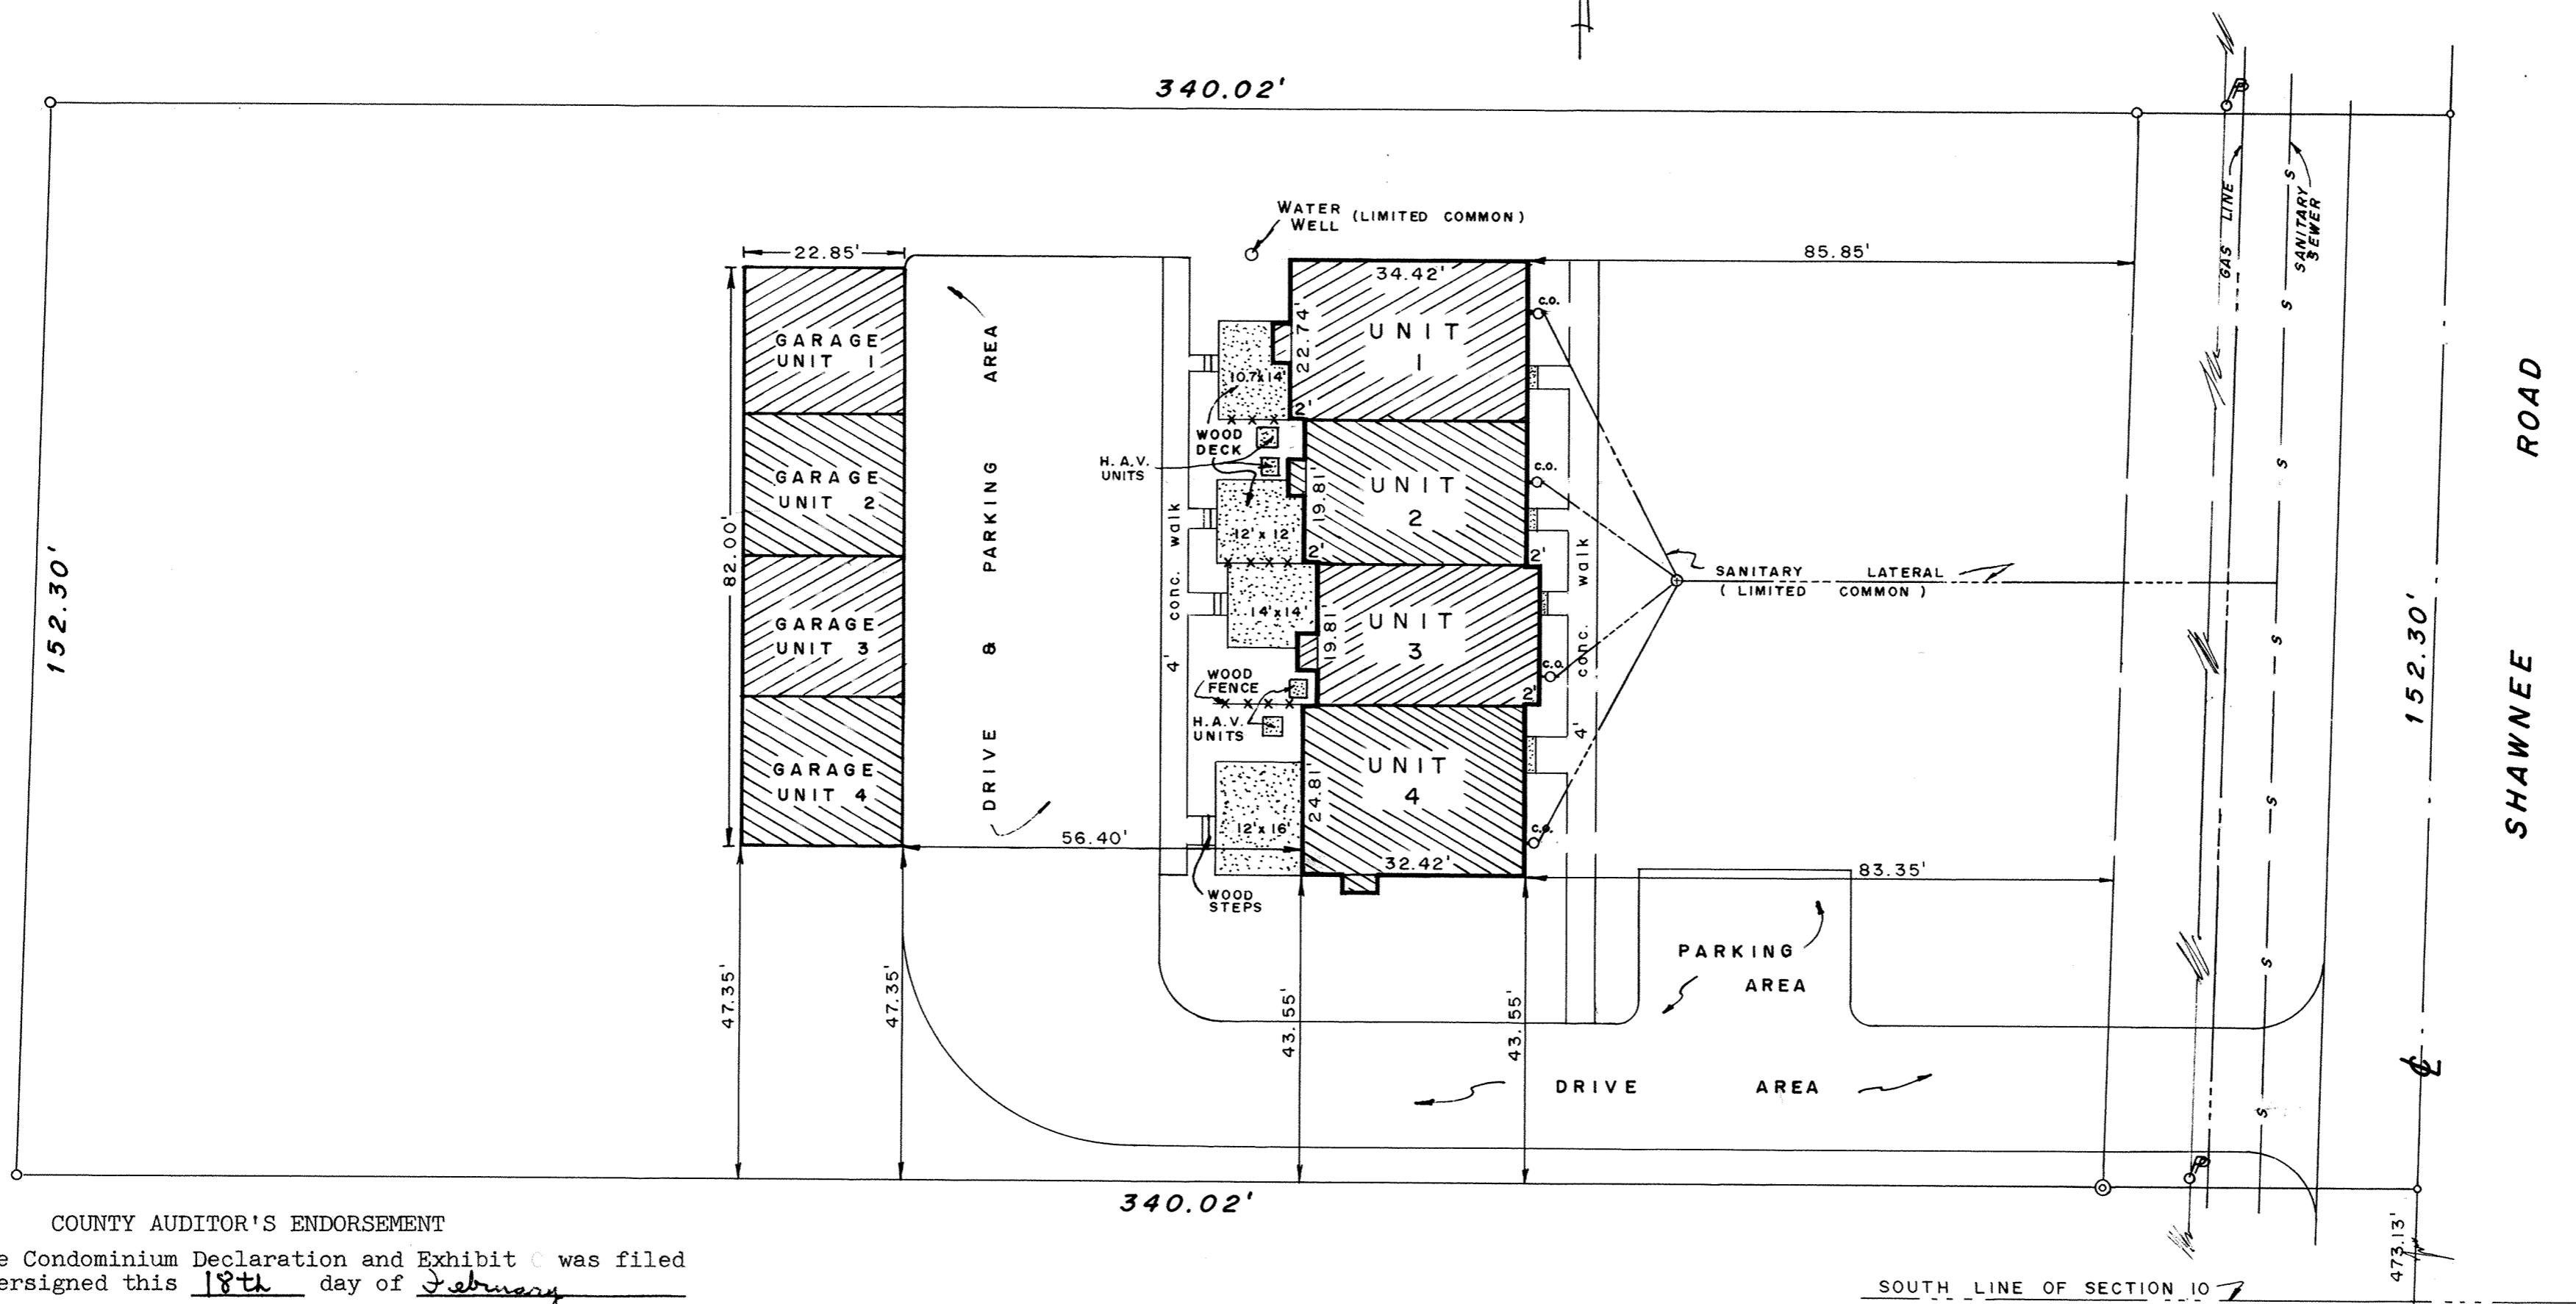 340.02'
WATER WELL (LIMITED COMMON)
22.85'
85.85'
34.42'
GAS LINE
SANITARY SEWER
S
S
S
S
S
S
S
C.O.
C.O.
C.O.
C.O.
GARAGE
UNIT 1
GARAGE
UNIT 2
GARAGE
UNIT 3
GARAGE
UNIT 4
82.00'
152.30'
DRIVE & PARKING AREA
4' conc. walk
10.7'x14'
22.74'
2'
UNIT
1
WOOD
DECK
H.A.V.
UNITS
12' x 12'
19.81'
2'
UNIT
2
2'
14'x14'
19.81'
UNIT
3
2'
WOOD
FENCE
H.A.V.
UNITS
12'x 16'
24.81'
UNIT
4
32.42'
56.40'
WOOD
STEPS
4' conc. walk
SANITARY LATERAL
(LIMITED COMMON)
152.30'
SHAWNEE ROAD
83.35'
PARKING
AREA
47.35'
47.35'
43.55'
43.55'
DRIVE AREA
℄
340.02'
473.13'
SOUTH LINE OF SECTION 10
COUNTY AUDITOR'S ENDORSEMENT
e Condominium Declaration and Exhibit C was filed
ersigned this 18th day of February